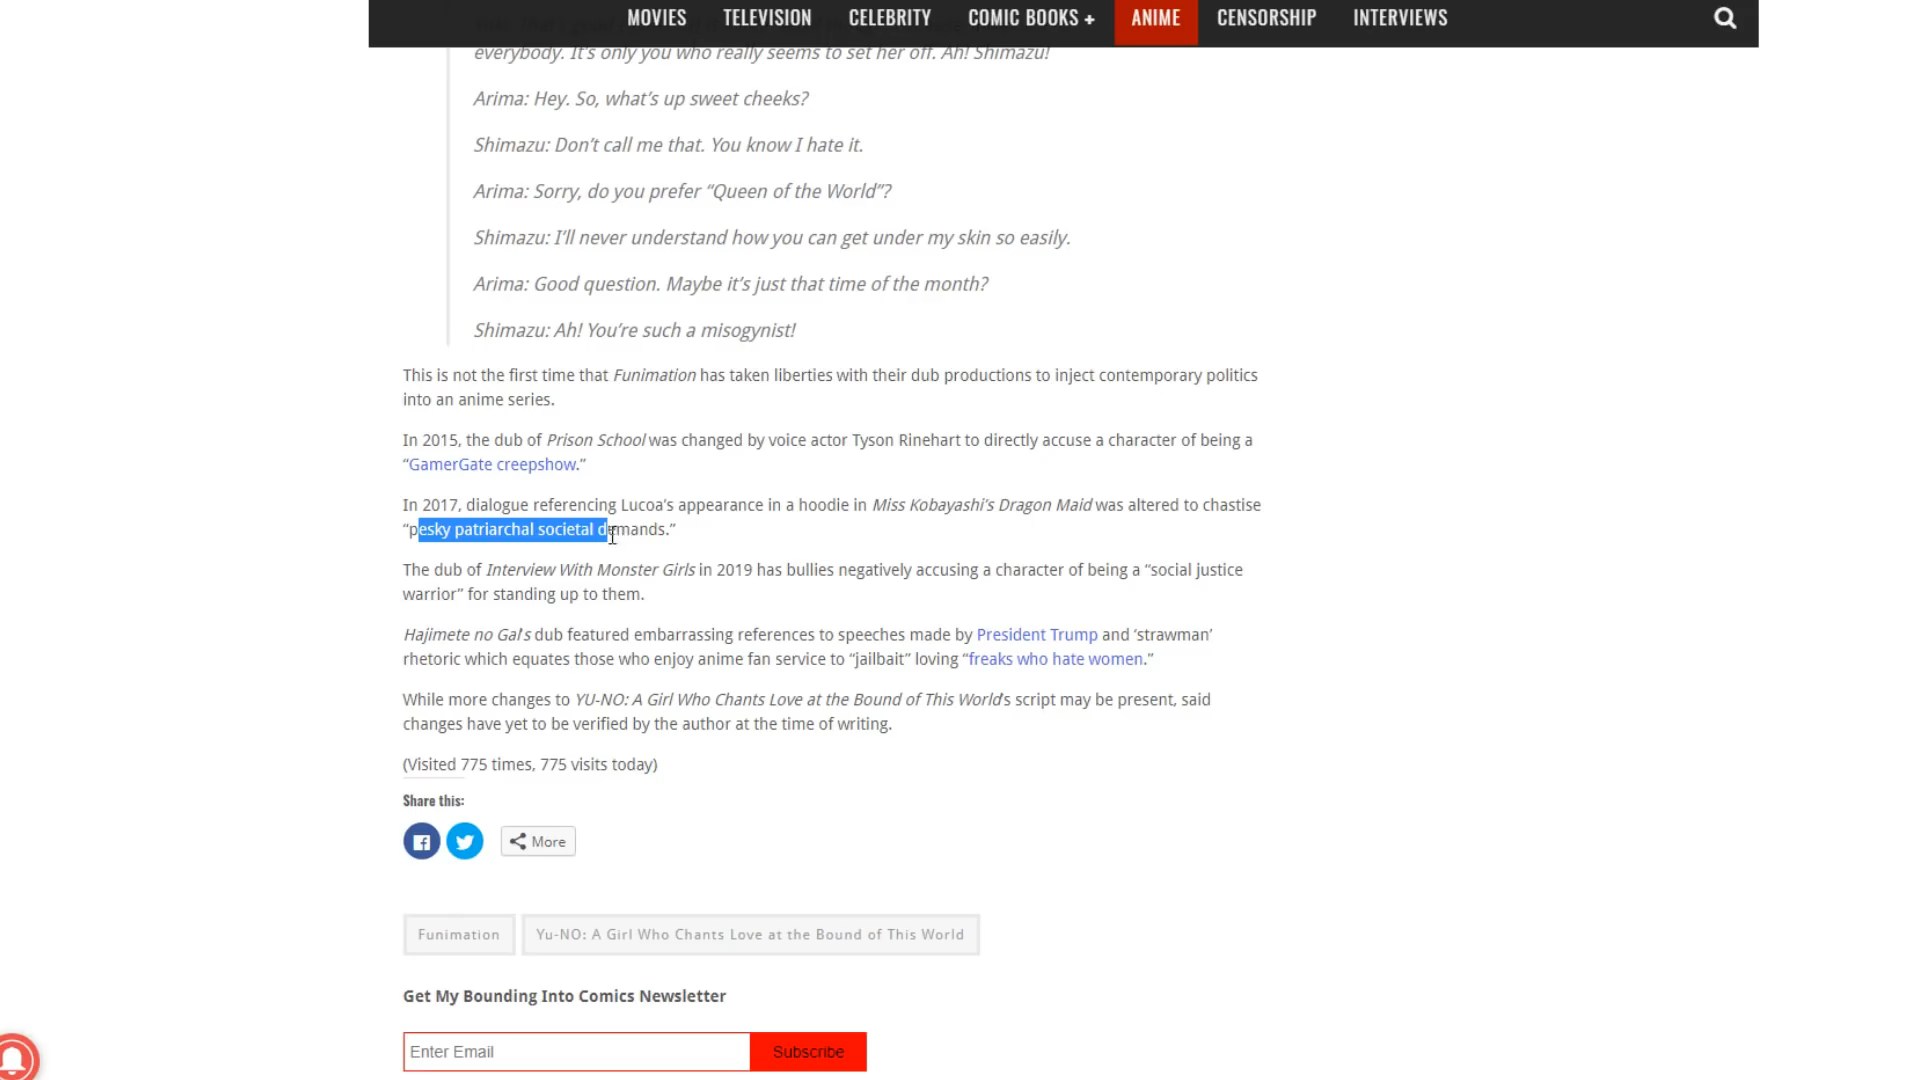 MOVIES TELEVISION CELEBRITY COMIC BOOKS + ANIME CENSORSHIP INTERVIEWS
everybody. It's only you who really seems to set her off. Ah! Shimazu!
Arima: Hey. So, what's up sweet cheeks?
Shimazu: Don't call me that. You know I hate it.
Arima: Sorry, do you prefer “Queen of the World”?
Shimazu: I'll never understand how you can get under my skin so easily.
Arima: Good question. Maybe it's just that time of the month?
Shimazu: Ah! You're such a misogynist!
This is not the first time that Funimation has taken liberties with their dub productions to inject contemporary politics
into an anime series.
In 2015, the dub of Prison School was changed by voice actor Tyson Rinehart to directly accuse a character of being a
“GamerGate creepshow.”
In 2017, dialogue referencing Lucoa's appearance in a hoodie in Miss Kobayashi's Dragon Maid was altered to chastise
“pesky patriarchal societal demands.”
The dub of Interview With Monster Girls in 2019 has bullies negatively accusing a character of being a “social justice
warrior” for standing up to them.
Hajimete no Gal's dub featured embarrassing references to speeches made by President Trump and ‘strawman’
rhetoric which equates those who enjoy anime fan service to “jailbait” loving “freaks who hate women.”
While more changes to YU-NO: A Girl Who Chants Love at the Bound of This World's script may be present, said
changes have yet to be verified by the author at the time of writing.
(Visited 775 times, 775 visits today)
Share this:
More
Funimation Yu-NO: A Girl Who Chants Love at the Bound of This World
Get My Bounding Into Comics Newsletter
Enter Email Subscribe